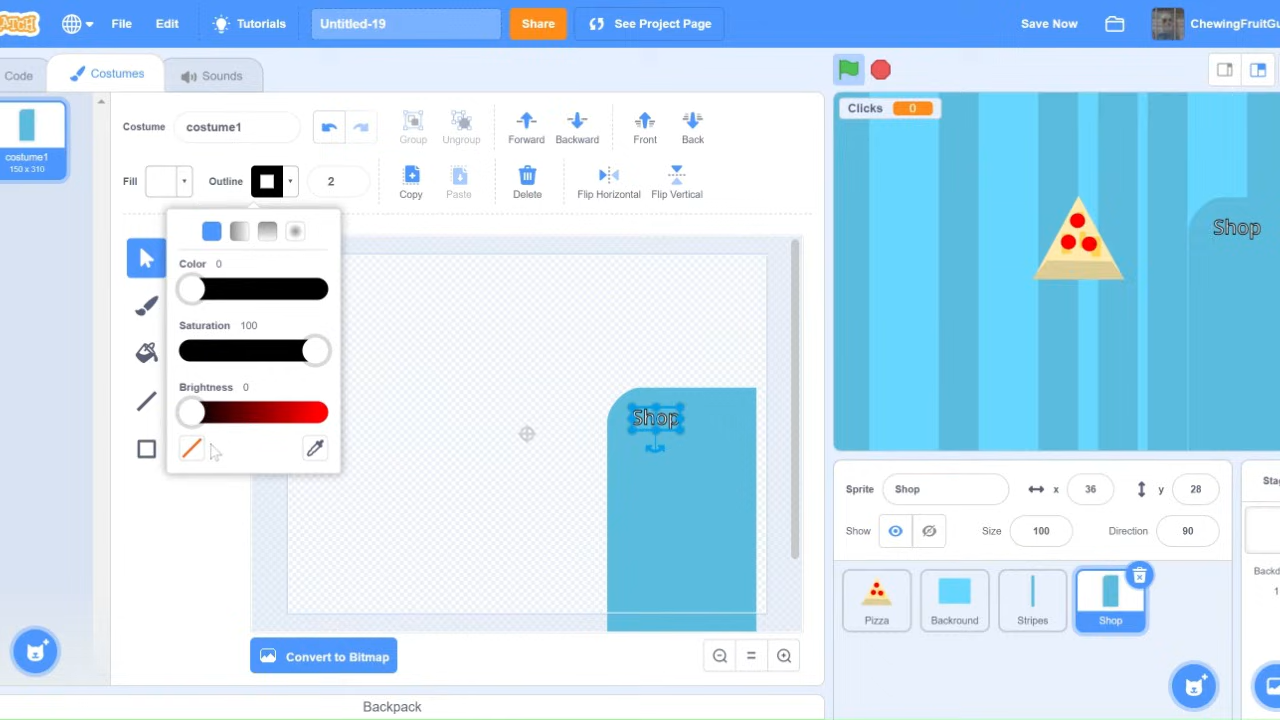 File
Edit
Tutorials
Untitled-19
Share
See Project Page
Save Now
Code
Costumes
Sounds
Clicks 0
Costume
costume1
Group
Ungroup
Forward
Backward
Front
Back
Fill
Outline
2
Copy
Paste
Delete
Flip Horizontal
Flip Vertical
costume1
150 x 310
Color 0
Saturation 100
Brightness 0
Shop
Shop
Sprite
Shop
x
36
y
28
Show
Size
100
Direction
90
Pizza
Backround
Stripes
Shop
Convert to Bitmap
Backpack
1